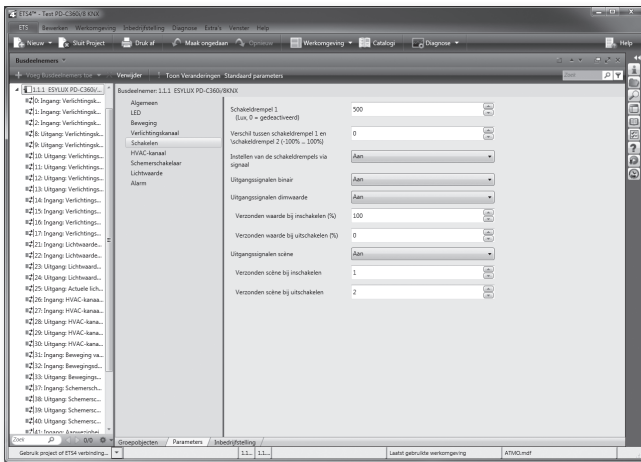 ETS4™ - Test PD-C360i/8 KNX
ETS Bewerken Werkomgeving Inbedrijfstelling Diagnose Extra's Venster Help
Nieuw Sluit Project Druk af Maak ongedaan Opnieuw Werkomgeving Catalogi Diagnose Help
Busdeelnemers
Voeg Busdeelnemers toe Verwijder Toon Veranderingen Standaard parameters Zoek
1.1.1 ESYLUX PD-C360i/...
0: Ingang: Verlichtingsk...
1: Ingang: Verlichtingsk...
2: Ingang: Verlichtingsk...
8: Uitgang: Verlichtingsk...
9: Uitgang: Verlichtingsk...
10: Uitgang: Verlichtings...
11: Uitgang: Verlichtings...
12: Uitgang: Verlichtings...
13: Uitgang: Verlichtings...
14: Ingang: Verlichtings...
15: Ingang: Verlichtings...
16: Ingang: Verlichtings...
17: Ingang: Verlichtings...
21: Ingang: Lichtwaarde...
22: Ingang: Lichtwaarde...
23: Uitgang: Lichtwaard...
24: Uitgang: Lichtwaard...
25: Uitgang: Actuele lich...
26: Ingang: HVAC-kanaa...
27: Ingang: HVAC-kanaa...
28: Uitgang: HVAC-kana...
29: Uitgang: HVAC-kana...
30: Uitgang: HVAC-kana...
31: Ingang: Beweging va...
32: Ingang: Bewegingsd...
33: Uitgang: Bewegings...
37: Ingang: Schemersch...
38: Uitgang: Schemersc...
39: Uitgang: Schemersc...
40: Uitgang: Schemersc...
41: Ingang: Aanwezighei...
Zoek 0/0
Busdeelnemer: 1.1.1 ESYLUX PD-C360i/8KNX
Algemeen
LED
Beweging
Verlichtingskanaal
Schakelen
HVAC-kanaal
Schemerschakelaar
Lichtwaarde
Alarm
Schakeldrempel 1 500
(Lux, 0 = gedeactiveerd)
Verschil tussen schakeldrempel 1 en 0
\schakeldrempel 2 (-100% ... 100%)
Instellen van de schakeldrempels via Aan
signaal
Uitgangssignalen binair Aan
Uitgangssignalen dimwaarde Aan
Verzonden waarde bij inschakelen (%) 100
Verzonden waarde bij uitschakelen (%) 0
Uitgangssignalen scène Aan
Verzonden scène bij inschakelen 1
Verzonden scène bij uitschakelen 2
Groepobjecten Parameters Inbedrijfstelling
Gebruik project of ETS4 verbinding... 1.1... 1.1... Laatst gebruikte werkomgeving ATMO.mdf